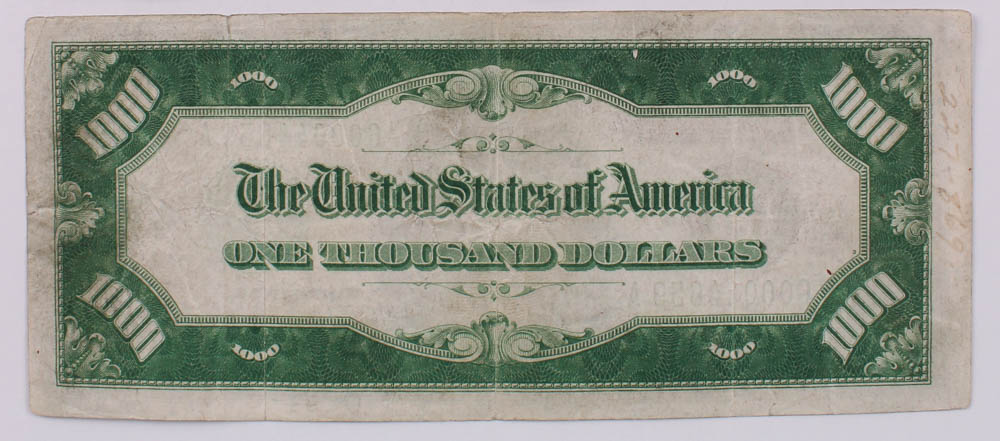 1000 1000 1000 1000
The United States of America
ONE THOUSAND DOLLARS
1000 1000 1000 1000